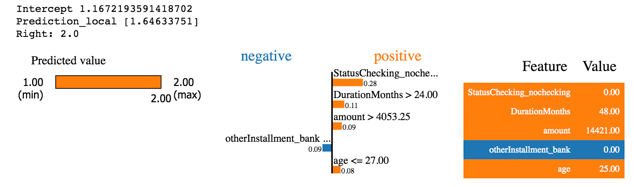 Intercept 1.1672193591418702
Prediction_local [1.64633751]
Right: 2.0
Predicted value
1.00
(min)
2.00
(max)
2.00
negative
positive
StatusChecking_noche...
0.28
DurationMonths > 24.00
0.11
amount > 4053.25
0.09
otherInstallment_bank ...
0.09
age <= 27.00
0.08
Feature Value
StatusChecking_nochecking 0.00
DurationMonths 48.00
amount 14421.00
otherInstallment_bank 0.00
age 25.00